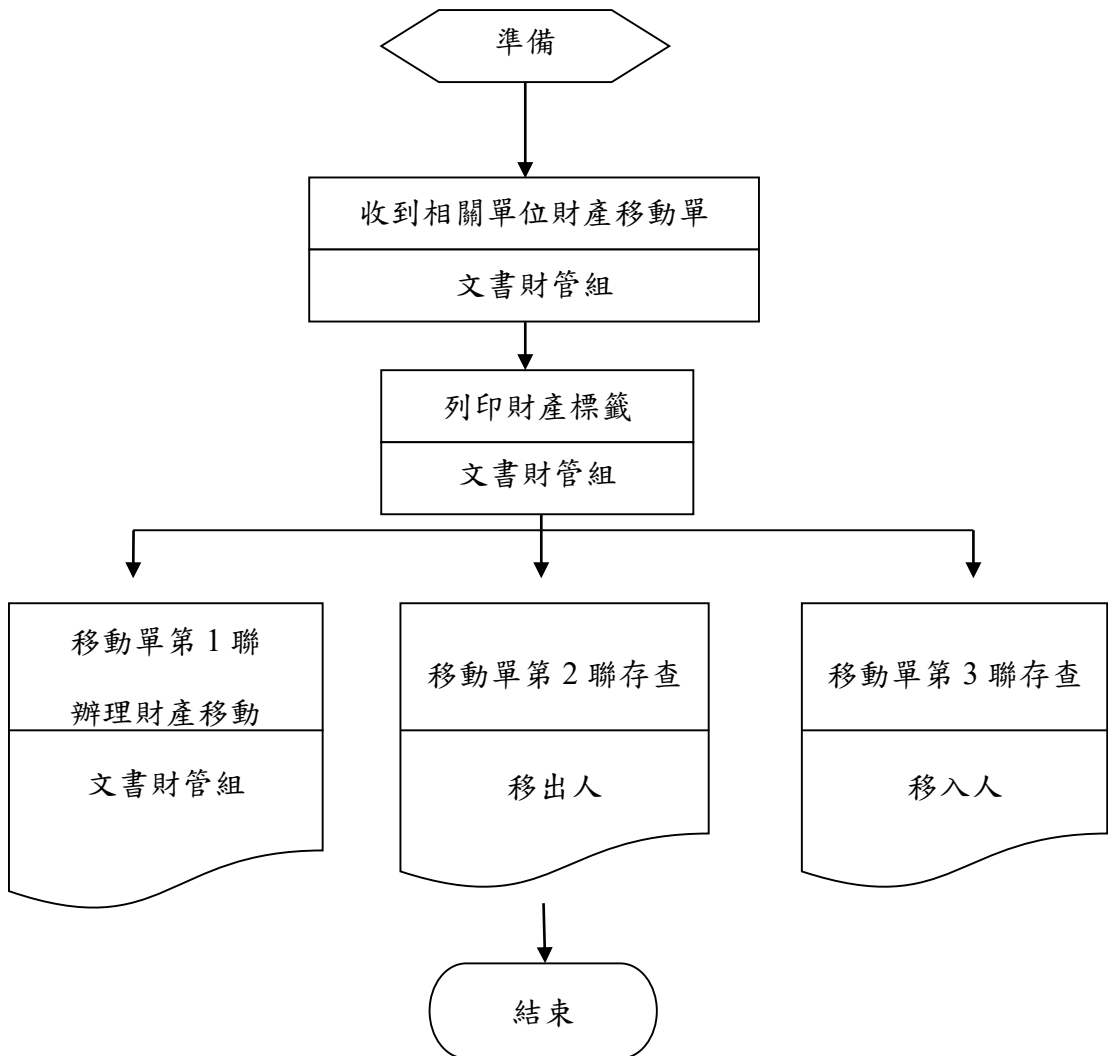 準備
收到相關單位財產移動單
文書財管組
列印財產標籤
文書財管組
移動單第 1 聯
辦理財產移動
文書財管組
移動單第 2 聯存查
移出人
移動單第 3 聯存查
移入人
結束